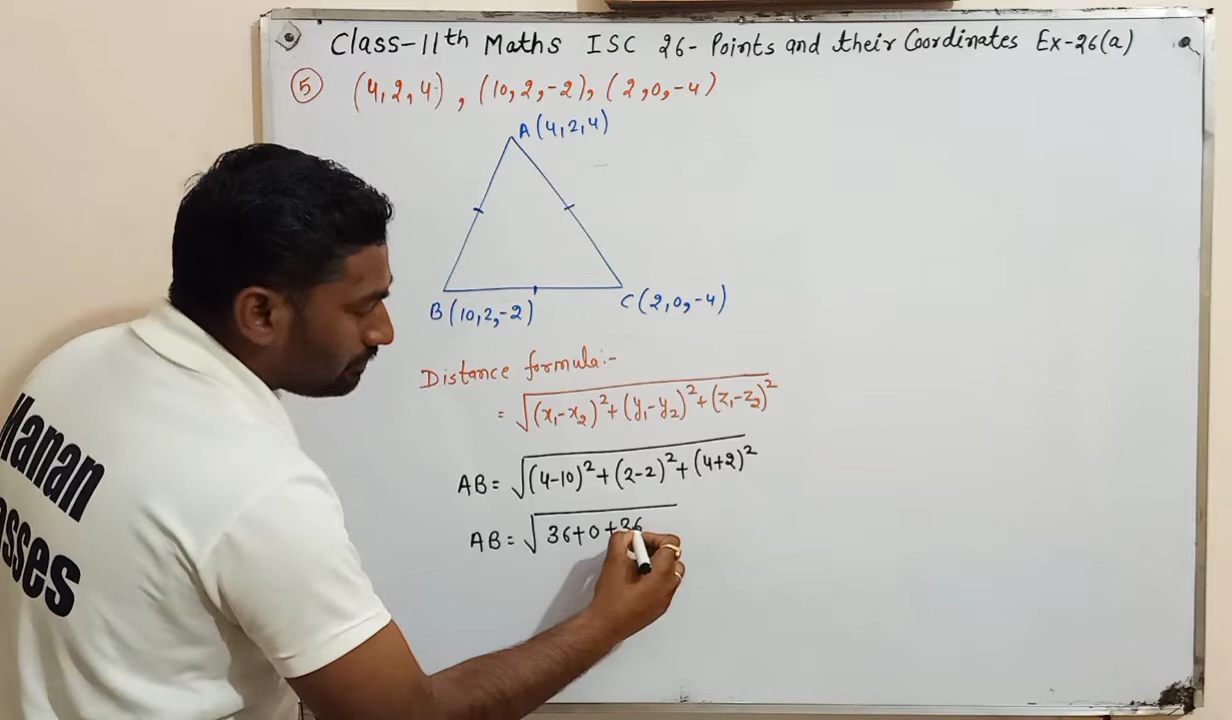 Class-11th Maths ISC 26- Points and their Coordinates Ex-26(a)
⑤ (4,2,4), (10,2,-2), (2,0,-4)
A(4,2,4)
B(10,2,-2)
C(2,0,-4)
Distance formula:-
= √(x₁-x₂)²+(y₁-y₂)²+(z₁-z₂)²
AB= √(4-10)²+(2-2)²+(4+2)²
AB= √36+0+36
Manan